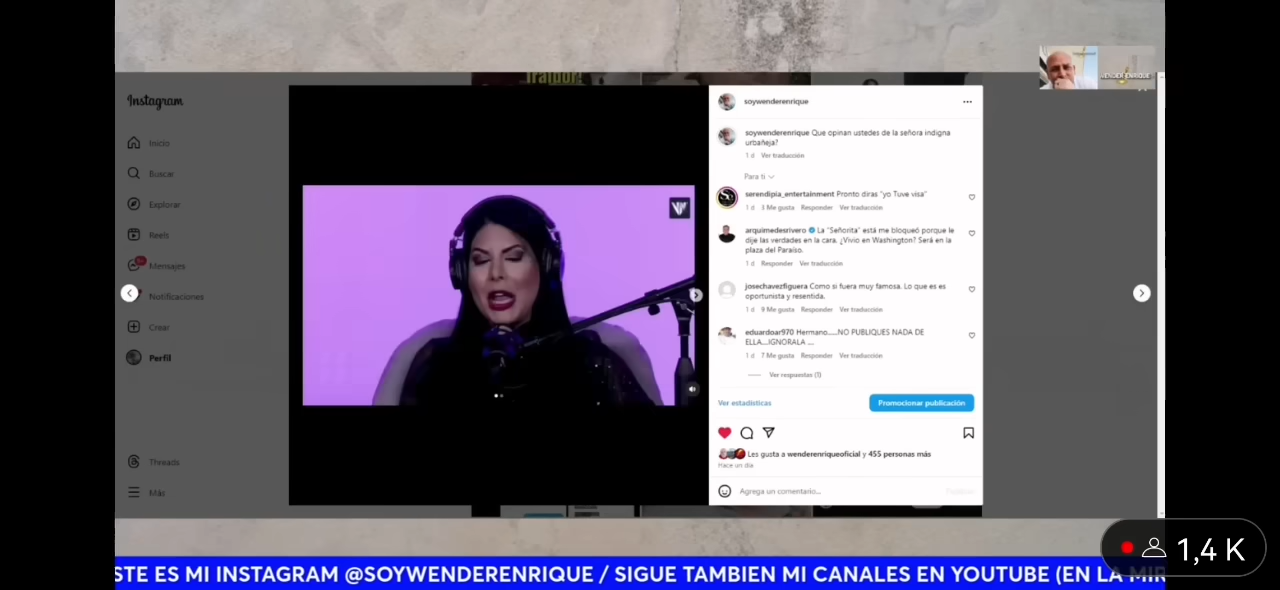 Traidor!
WENDER ENRIQUE
Instagram
Inicio
Buscar
Explorar
Reels
Mensajes
Notificaciones
Crear
Perfil
Threads
Más
soywenderenrique
soywenderenrique Que opinan ustedes de la señora indigna
urbañeja?
1 d Ver traducción
Para ti
serendipia_entertainment Pronto diras "yo Tuve visa"
1 d 3 Me gusta Responder Ver traducción
arquimedesrivero La "Señorita" está me bloqueó porque le
dije las verdades en la cara. ¿Vivio en Washington? Será en la
plaza del Paraíso.
1 d Responder Ver traducción
josechavezfiguera Como si fuera muy famosa. Lo que es es
oportunista y resentida.
1 d 9 Me gusta Responder Ver traducción
eduardoar970 Hermano.....NO PUBLIQUES NADA DE
ELLA...IGNORALA ....
1 d 7 Me gusta Responder Ver traducción
Ver respuestas (1)
Ver estadísticas
Promocionar publicación
Les gusta a wenderenriqueoficial y 455 personas más
Hace un día
Agrega un comentario...
Publicar
STE ES MI INSTAGRAM @SOYWENDERENRIQUE / SIGUE TAMBIEN MI CANALES EN YOUTUBE (EN LA MIR
1,4 K